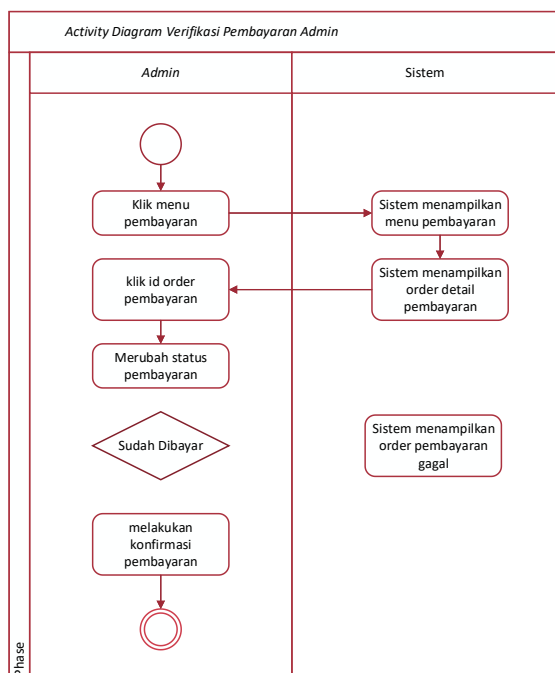 Activity Diagram Verifikasi Pembayaran Admin
Admin
Sistem
Klik menu
pembayaran
Sistem menampilkan
menu pembayaran
klik id order
pembayaran
Sistem menampilkan
order detail
pembayaran
Merubah status
pembayaran
Sudah Dibayar
Sistem menampilkan
order pembayaran
gagal
melakukan
konfirmasi
pembayaran
Phase